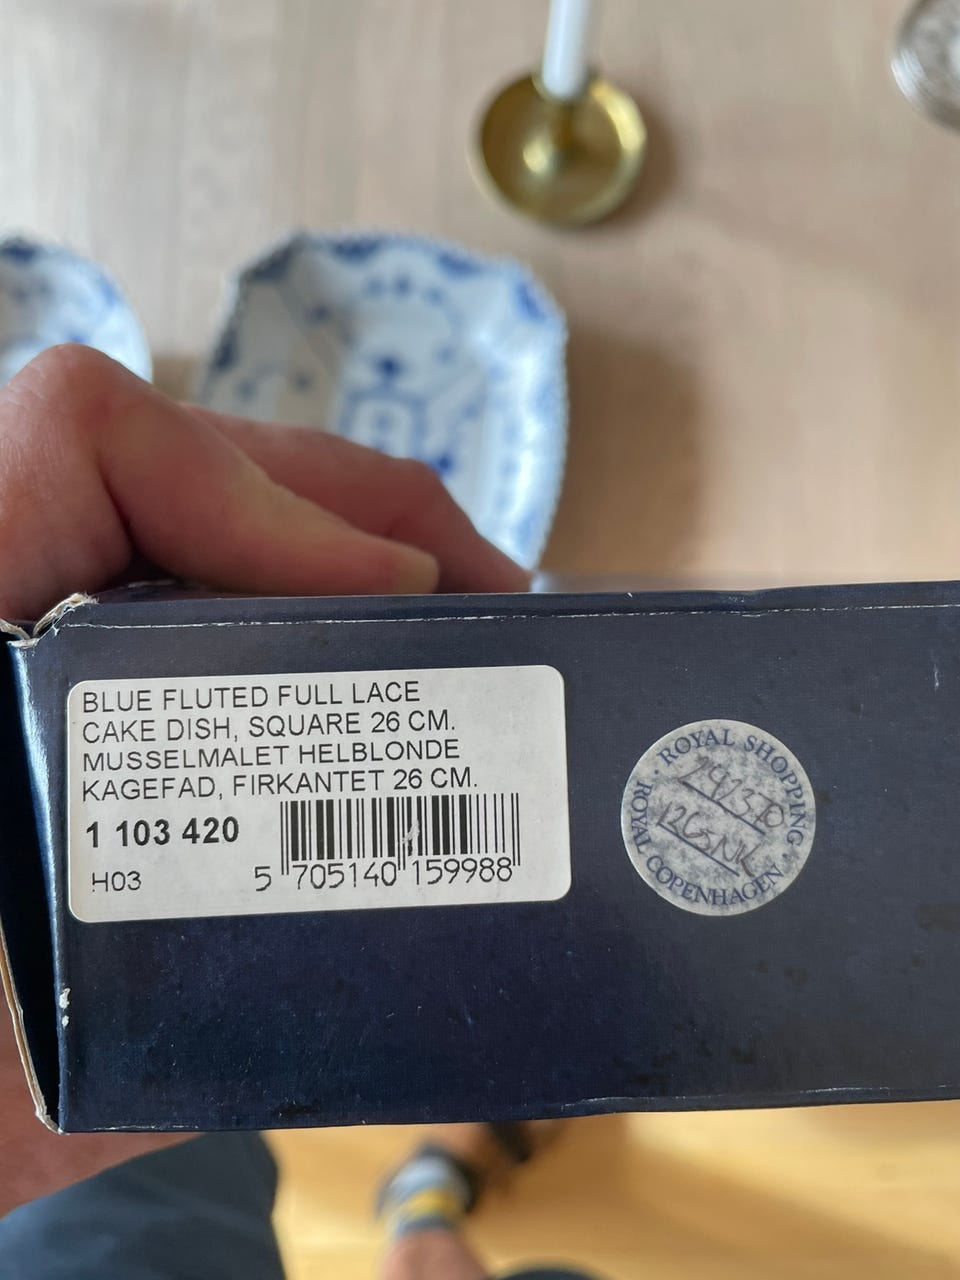 BLUE FLUTED FULL LACE
CAKE DISH, SQUARE 26 CM.
MUSSELMALET HELBLONDE
KAGEFAD, FIRKANTET 26 CM.
1 103 420
H03
5 705140 159988
ROYAL SHOPPING
ROYAL COPENHAGEN